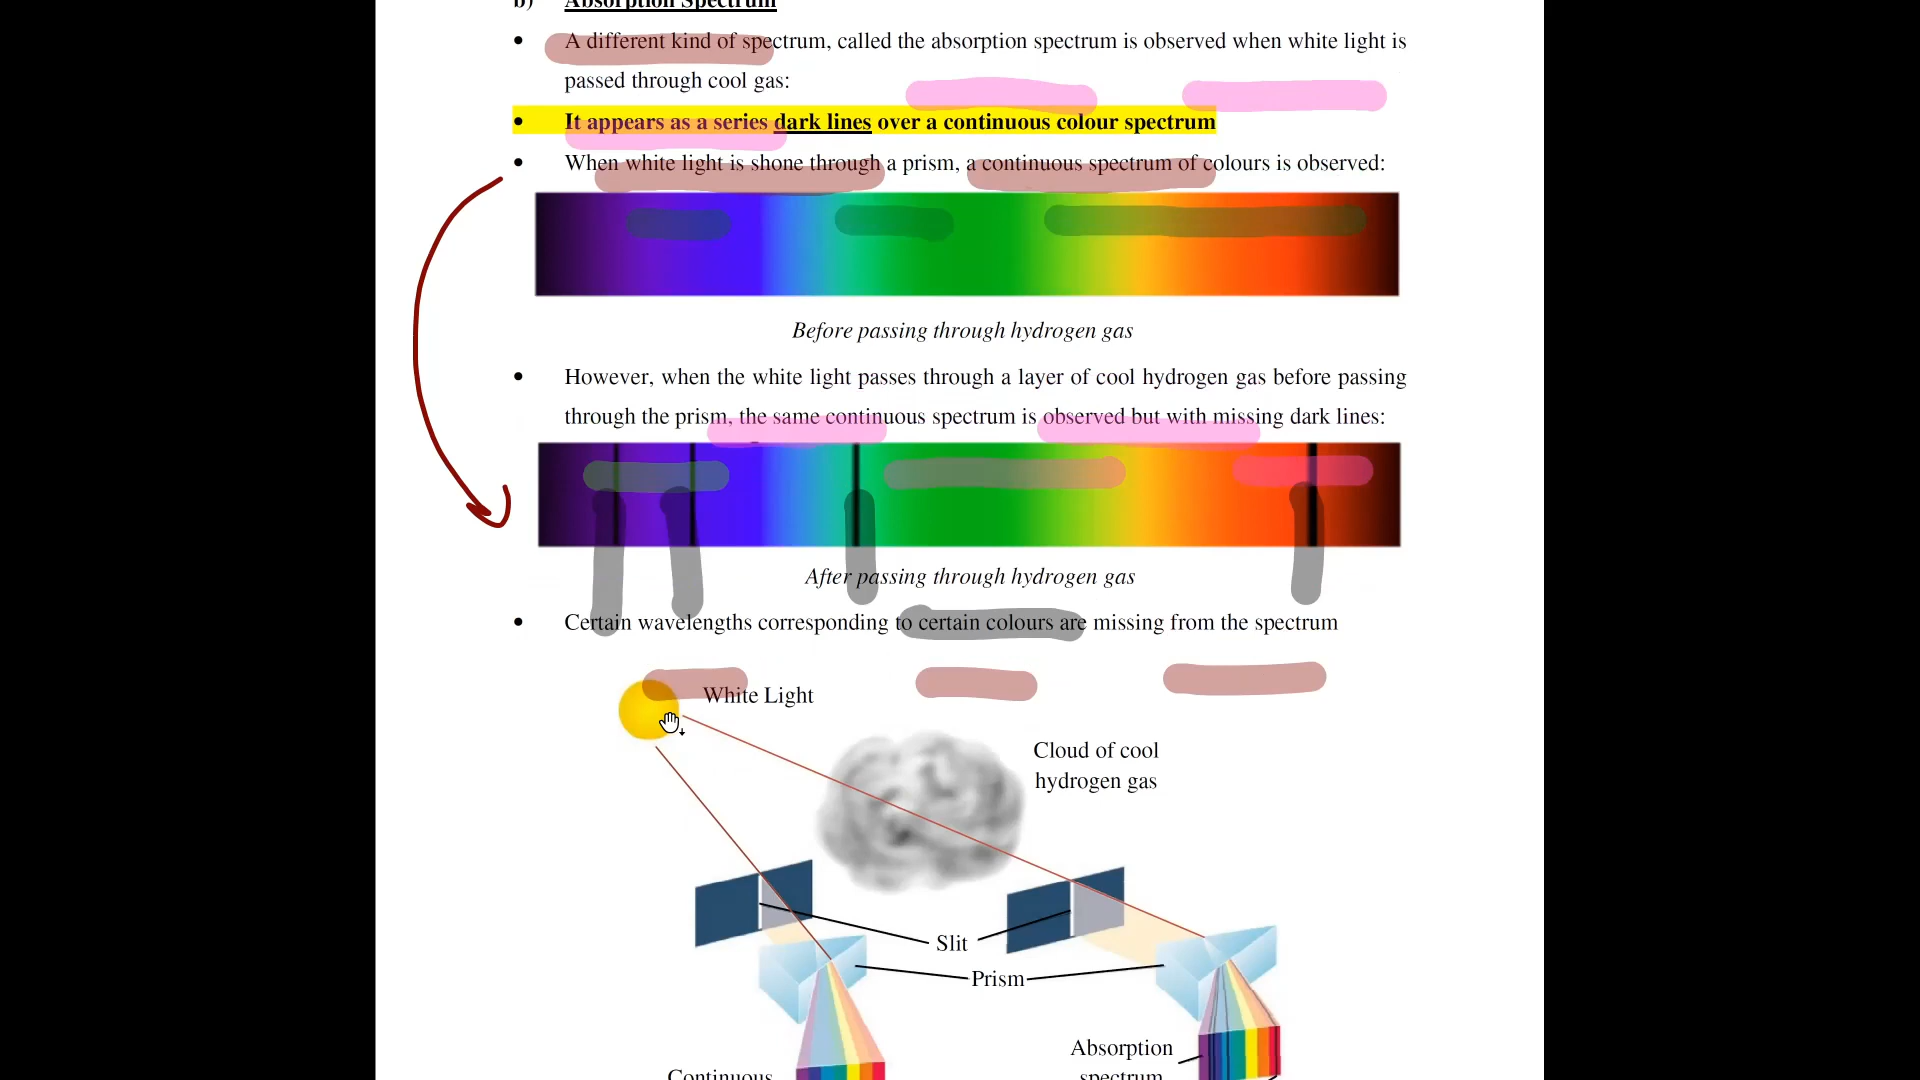 b) Absorption Spectrum
• A different kind of spectrum, called the absorption spectrum is observed when white light is
passed through cool gas:
• It appears as a series dark lines over a continuous colour spectrum
• When white light is shone through a prism, a continuous spectrum of colours is observed:
Before passing through hydrogen gas
• However, when the white light passes through a layer of cool hydrogen gas before passing
through the prism, the same continuous spectrum is observed but with missing dark lines:
After passing through hydrogen gas
• Certain wavelengths corresponding to certain colours are missing from the spectrum
White Light
Cloud of cool
hydrogen gas
Slit
Prism
Absorption
spectrum
Continuous